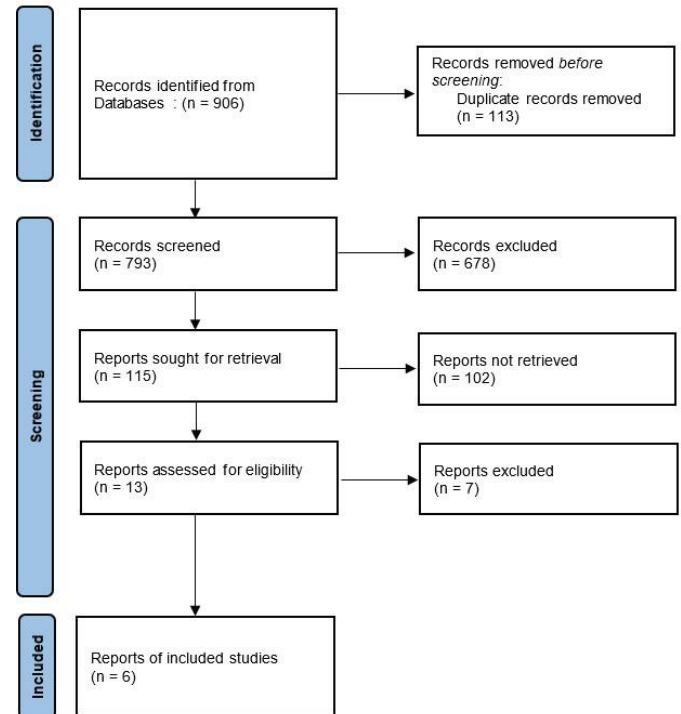 Identification
Records identified from
Databases : (n = 906)
Records removed before
screening:
Duplicate records removed
(n = 113)
Screening
Records screened
(n = 793)
Records excluded
(n = 678)
Reports sought for retrieval
(n = 115)
Reports not retrieved
(n = 102)
Reports assessed for eligibility
(n = 13)
Reports excluded
(n = 7)
Included
Reports of included studies
(n = 6)